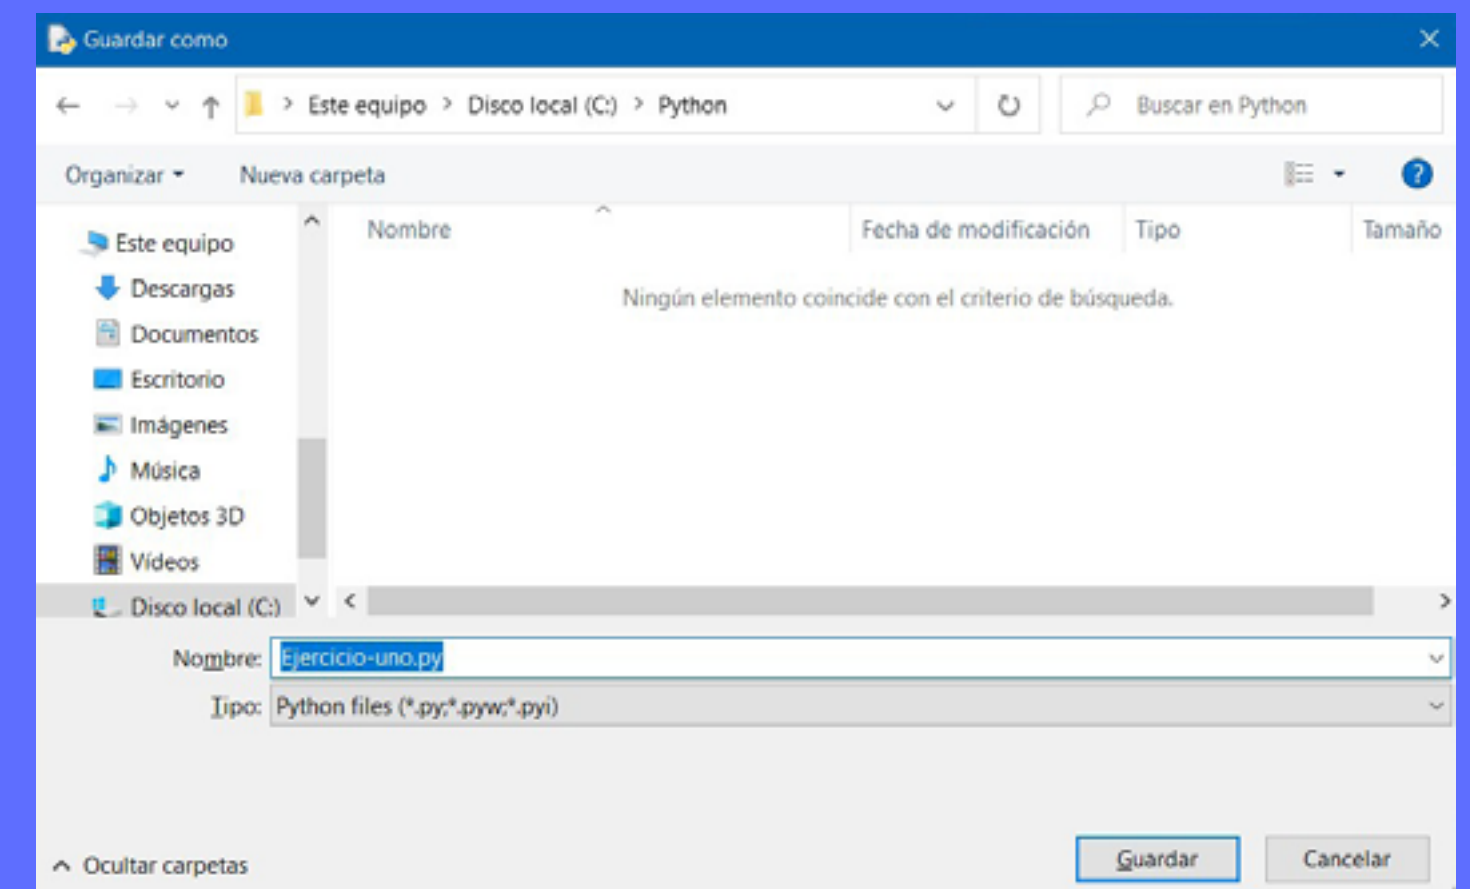 Guardar como
> Este equipo > Disco local (C:) > Python
Buscar en Python
Organizar
Nueva carpeta
?
Nombre
Fecha de modificación
Tipo
Tamaño
Ningún elemento coincide con el criterio de búsqueda.
Este equipo
Descargas
Documentos
Escritorio
Imágenes
Música
Objetos 3D
Vídeos
Disco local (C:)
Nombre: Ejercicio-uno.py
Tipo: Python files (*.py;*.pyw;*.pyi)
Ocultar carpetas
Guardar
Cancelar